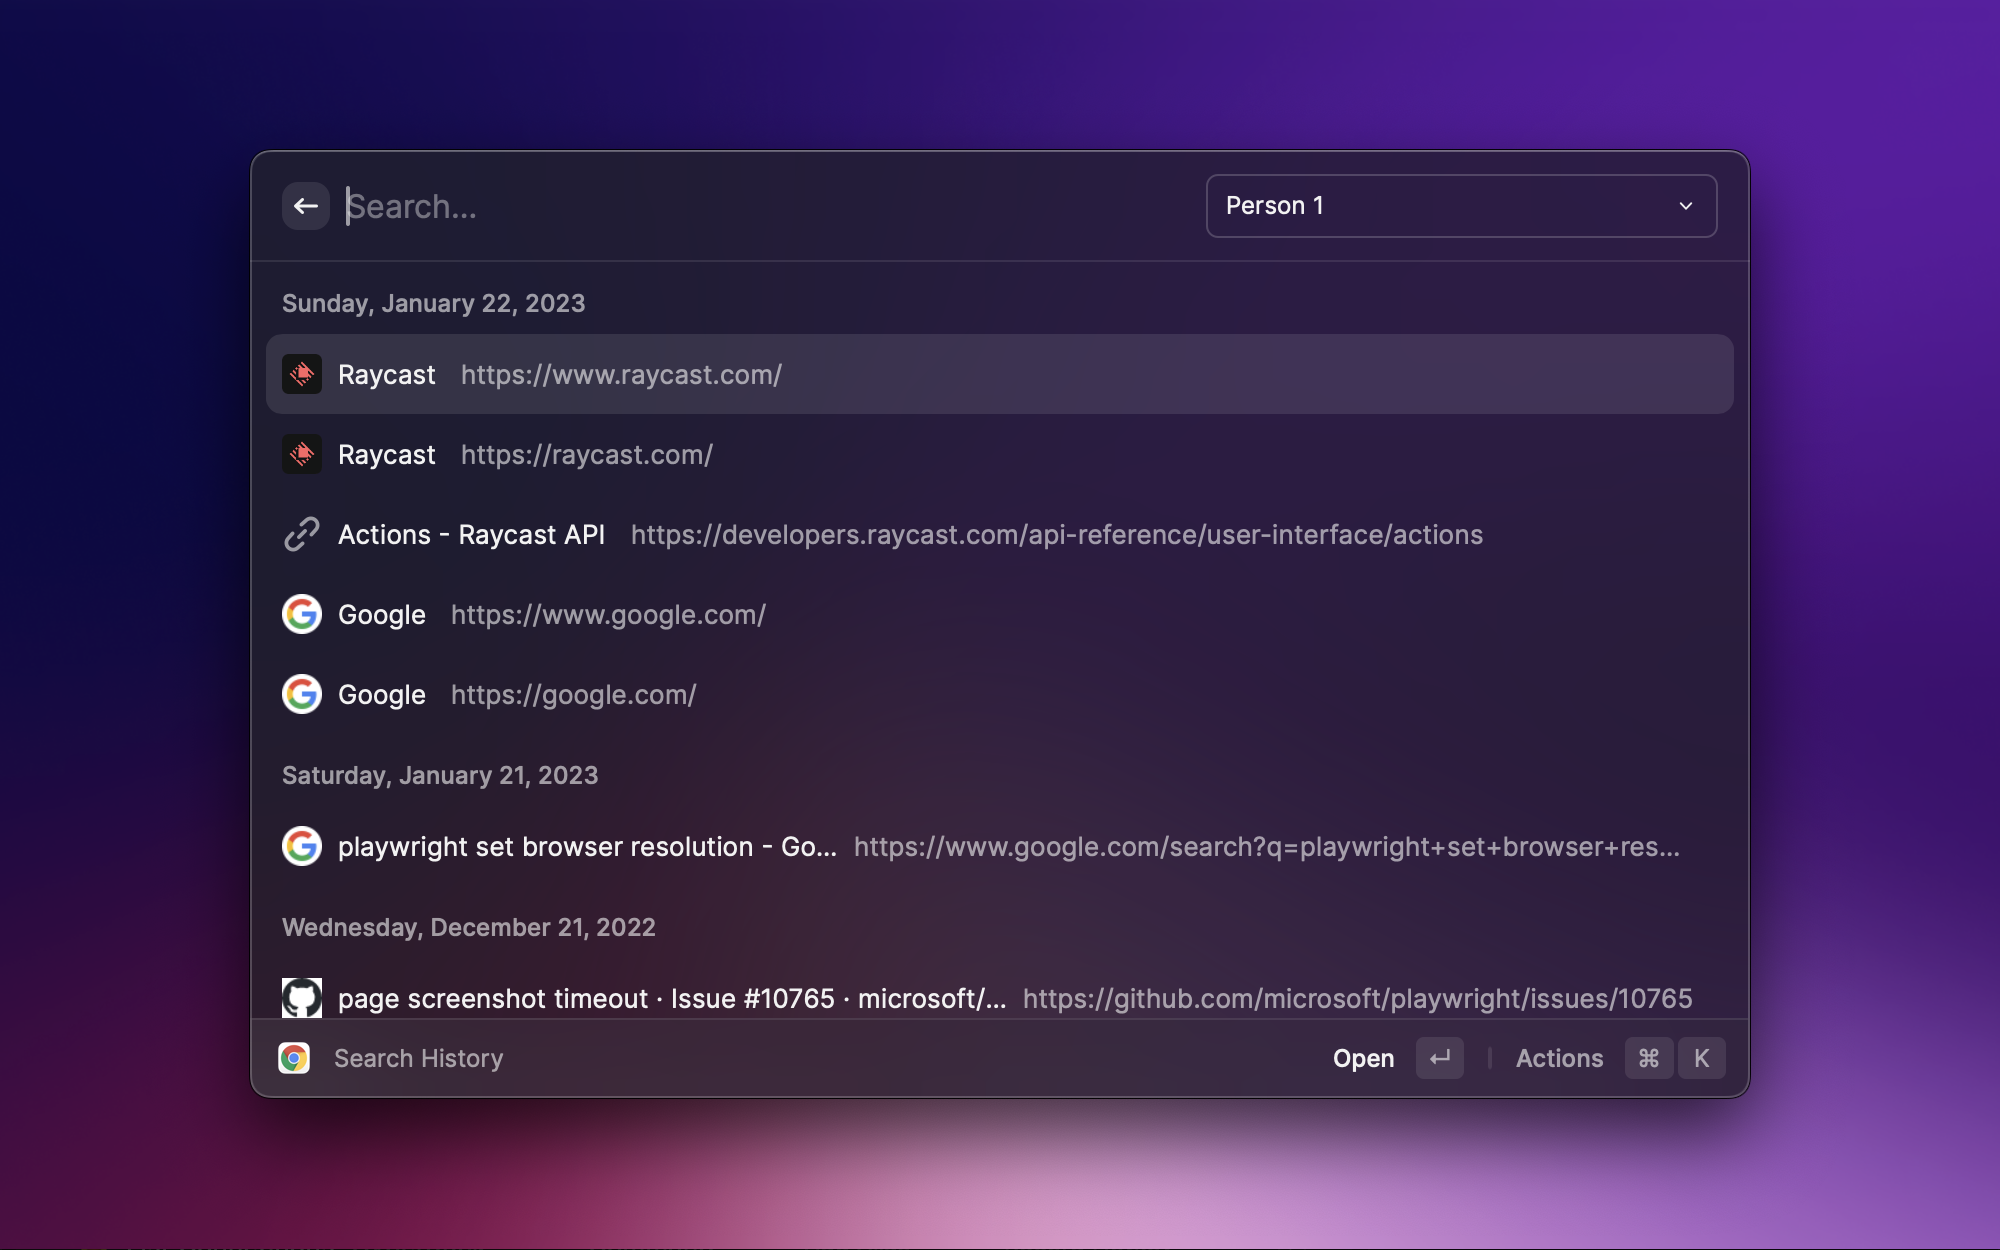 Search...
Person 1
Sunday, January 22, 2023
Raycast https://www.raycast.com/
Raycast https://raycast.com/
Actions - Raycast API https://developers.raycast.com/api-reference/user-interface/actions
Google https://www.google.com/
Google https://google.com/
Saturday, January 21, 2023
playwright set browser resolution - Go... https://www.google.com/search?q=playwright+set+browser+res...
Wednesday, December 21, 2022
page screenshot timeout · Issue #10765 · microsoft/... https://github.com/microsoft/playwright/issues/10765
Search History Open ↵ Actions ⌘ K